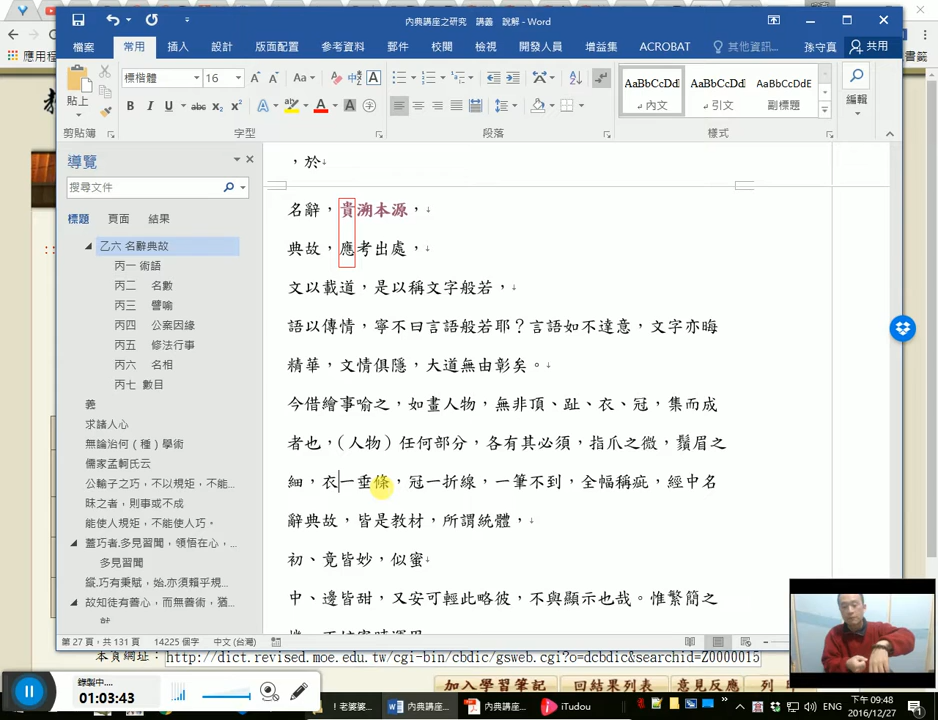 內典講座之研究 講義 說解 - Word
檔案 常用 插入 設計 版面配置 參考資料 郵件 校閱 檢視 開發人員 增益集 ACROBAT 其他資訊... 孫守真 共用
應用程 書籤
貼上 標楷體 16 AaBbCcDd AaBbCcDd AaBbCcDd 編輯
內文 引文 副標題
剪貼簿 字型 段落 樣式
導覽
搜尋文件
標題 頁面 結果
乙六 名辭典故
丙一 術語
丙二 名數
丙三 譬喻
丙四 公案因緣
丙五 修法行事
丙六 名相
丙七 數目
求諸人心
無論治何（種）學術
儒家孟軻氏云
公輸子之巧，不以規矩，不能...
昧之者，則事或不成
能使人規矩，不能使人巧。
蓋巧者.多見習聞，領悟在心，...
多見習聞
縱.巧有秉賦，始.亦須賴乎規...
故知徒有善心，而無善術，猶...
，於
名辭，貴溯本源，
典故，應考出處，
文以載道，是以稱文字般若，
語以傳情，寧不曰言語般若耶？言語如不達意，文字亦晦
精華，文情俱隱，大道無由彰矣。
今借繪事喻之，如畫人物，無非頂、趾、衣、冠，集而成
者也，（人物）任何部分，各有其必須，指爪之微，鬚眉之
細，衣一垂條，冠一折線，一筆不到，全幅稱疵，經中名
辭典故，皆是教材，所謂統體，
初、竟皆妙，似蜜
中、邊皆甜，又安可輕此略彼，不與顯示也哉。惟繁簡之
第 27 頁，共 131 頁 14225 個字 中文 (台灣)
本頁網址：http://dict.revised.moe.edu.tw/cgi-bin/cbdic/gsweb.cgi?o=dcbdic&searchid=Z00000015
加入學習筆記 回結果列表 意見反應 列
錄製中...
01:03:43
！老婆婆... 內典講座... 內典講座... iTudou ENG
下午 09:48
2016/12/27